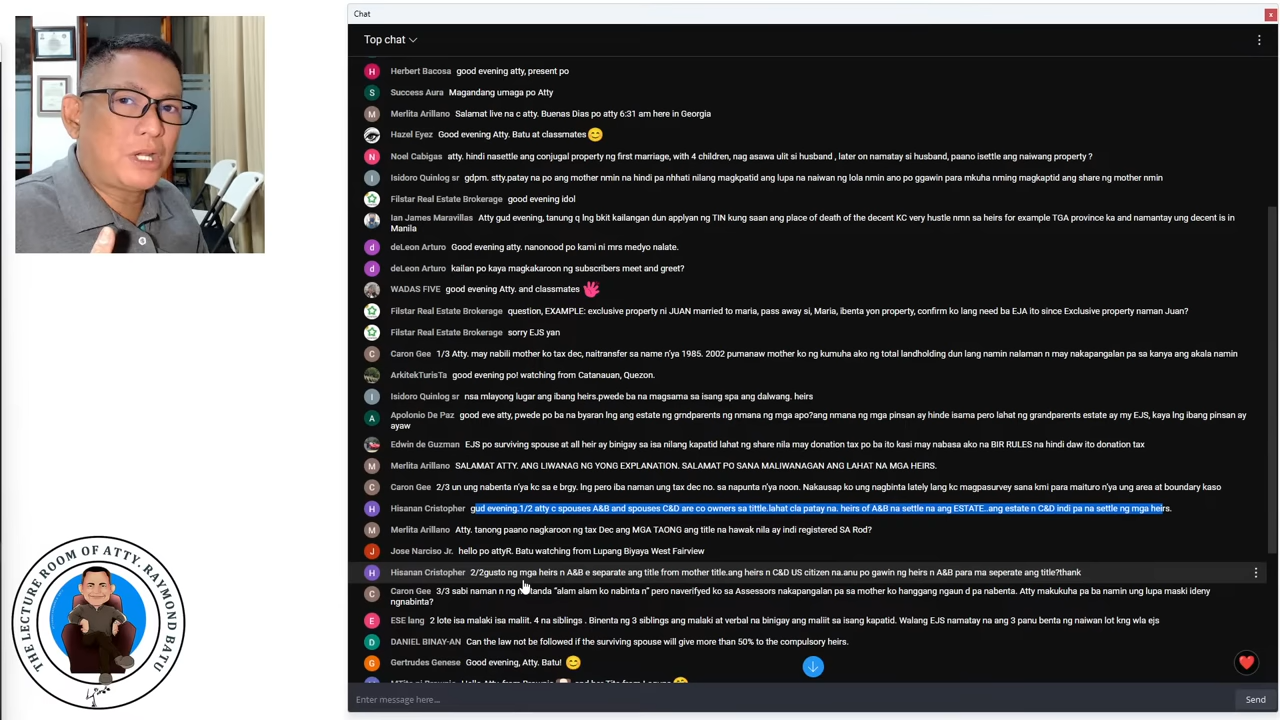 Chat
x
Top chat
H Herbert Bacosa good evening atty, present po
S Success Aura Magandang umaga po Atty
M Merlita Arillano Salamat live na c atty. Buenas Dias po atty 6:31 am here in Georgia
Hazel Eyez Good evening Atty. Batu at classmates
N Noel Cabigas atty. hindi nasettle ang conjugal property ng first marriage, with 4 children, nag asawa ulit si husband , later on namatay si husband, paano isettle ang naiwang property ?
I Isidoro Quinlog sr gdpm. stty.patay na po ang mother nmin na hindi pa nhhati nilang magkpatid ang lupa na naiwan ng lola nmin ano po ggawin para mkuha nming magkaptid ang share ng mother nmin
Filstar Real Estate Brokerage good evening idol
Ian James Maravillas Atty gud evening, tanung q lng bkit kailangan dun applyan ng TIN kung saan ang place of death of the decent KC very hustle nmn sa heirs for example TGA province ka and namantay ung decent is in
Manila
d deLeon Arturo Good evening atty. nanonood po kami ni mrs medyo nalate.
d deLeon Arturo kailan po kaya magkakaroon ng subscribers meet and greet?
WADAS FIVE good evening Atty. and classmates
Filstar Real Estate Brokerage question, EXAMPLE: exclusive property ni JUAN married to maria, pass away si, Maria, ibenta yon property, confirm ko lang need ba EJA ito since Exclusive property naman Juan?
Filstar Real Estate Brokerage sorry EJS yan
C Caron Gee 1/3 Atty. may nabili mother ko tax dec, naitransfer sa name n'ya 1985. 2002 pumanaw mother ko ng kumuha ako ng total landholding dun lang namin nalaman n may nakapangalan pa sa kanya ang akala namin
ArkitekTurisTa good evening po! watching from Catanauan, Quezon.
I Isidoro Quinlog sr nsa mlayong lugar ang ibang heirs.pwede ba na magsama sa isang spa ang dalwang. heirs
A Apolonio De Paz good eve atty, pwede po ba na byaran lng ang estate ng grndparents ng nmana ng mga apo?ang nmana ng mga pinsan ay hinde isama pero lahat ng grandparents estate ay my EJS, kaya lng ibang pinsan ay
ayaw
Edwin de Guzman EJS po surviving spouse at all heir ay binigay sa isa nilang kapatid lahat ng share nila may donation tax po ba ito kasi may nabasa ako na BIR RULES na hindi daw ito donation tax
M Merlita Arillano SALAMAT ATTY. ANG LIWANAG NG YONG EXPLANATION. SALAMAT PO SANA MALIWANAGAN ANG LAHAT NA MGA HEIRS.
C Caron Gee 2/3 un ung nabenta n'ya kc sa e brgy. lng pero iba naman ung tax dec no. sa napunta n'ya noon. Nakausap ko ung nagbinta lately lang kc magpasurvey sana kmi para maituro n'ya ung area at boundary kaso
H Hisanan Cristopher gud evening.1/2 atty c spouses A&B and spouses C&D are co owners sa tittle.lahat cla patay na. heirs of A&B na settle na ang ESTATE..ang estate n C&D indi pa na settle ng mga heirs.
M Merlita Arillano Atty. tanong paano nagkaroon ng tax Dec ang MGA TAONG ang title na hawak nila ay indi registered SA Rod?
J Jose Narciso Jr. hello po attyR. Batu watching from Lupang Biyaya West Fairview
H Hisanan Cristopher 2/2gusto ng mga heirs n A&B e separate ang title from mother title.ang heirs n C&D US citizen na.anu po gawin ng heirs n A&B para ma seperate ang title?thank
C Caron Gee 3/3 sabi naman n ng tanda "alam alam ko nabinta n" pero naverifyed ko sa Assessors nakapangalan pa sa mother ko hanggang ngaun d pa nabenta. Atty makukuha pa ba namin ung lupa maski ideny
ngnabinta?
E ESE lang 2 lote isa malaki isa maliit. 4 na siblings . Binenta ng 3 siblings ang malaki at verbal na binigay ang maliit sa isang kapatid. Walang EJS namatay na ang 3 panu benta ng naiwan lot kng wla ejs
D DANIEL BINAY-AN Can the law not be followed if the surviving spouse will give more than 50% to the compulsory heirs.
G Gertrudes Genese Good evening, Atty. Batu!
Enter message here...
Send
THE LECTURE ROOM OF ATTY. RAYMOND BATU